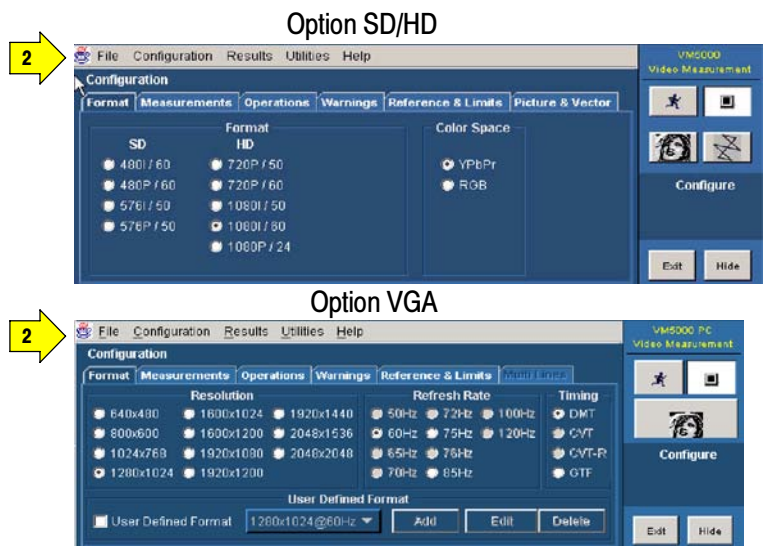 Option SD/HD
2
File Configuration Results Utilities Help
VM5000
Video Measurement
Configuration
Format Measurements Operations Warnings Reference & Limits Picture & Vector
Format
Color Space
SD HD
480I / 60 720P / 50 YPbPr
480P / 60 720P / 60 RGB
576I / 50 1080I / 50
576P / 50 1080I / 60
1080P / 24
Configure
Exit Hide
Option VGA
2
File Configuration Results Utilities Help
VM5000 PC
Video Measurement
Configuration
Format Measurements Operations Warnings Reference & Limits Multi Lines
Resolution Refresh Rate Timing
640x480 1600x1024 1920x1440 50Hz 72Hz 100Hz DMT
800x600 1600x1200 2048x1536 60Hz 75Hz 120Hz CVT
1024x768 1920x1080 2048x2048 65Hz 76Hz CVT-R
1280x1024 1920x1200 70Hz 85Hz GTF
Configure
User Defined Format
User Defined Format 1280x1024@60Hz Add Edit Delete
Exit Hide